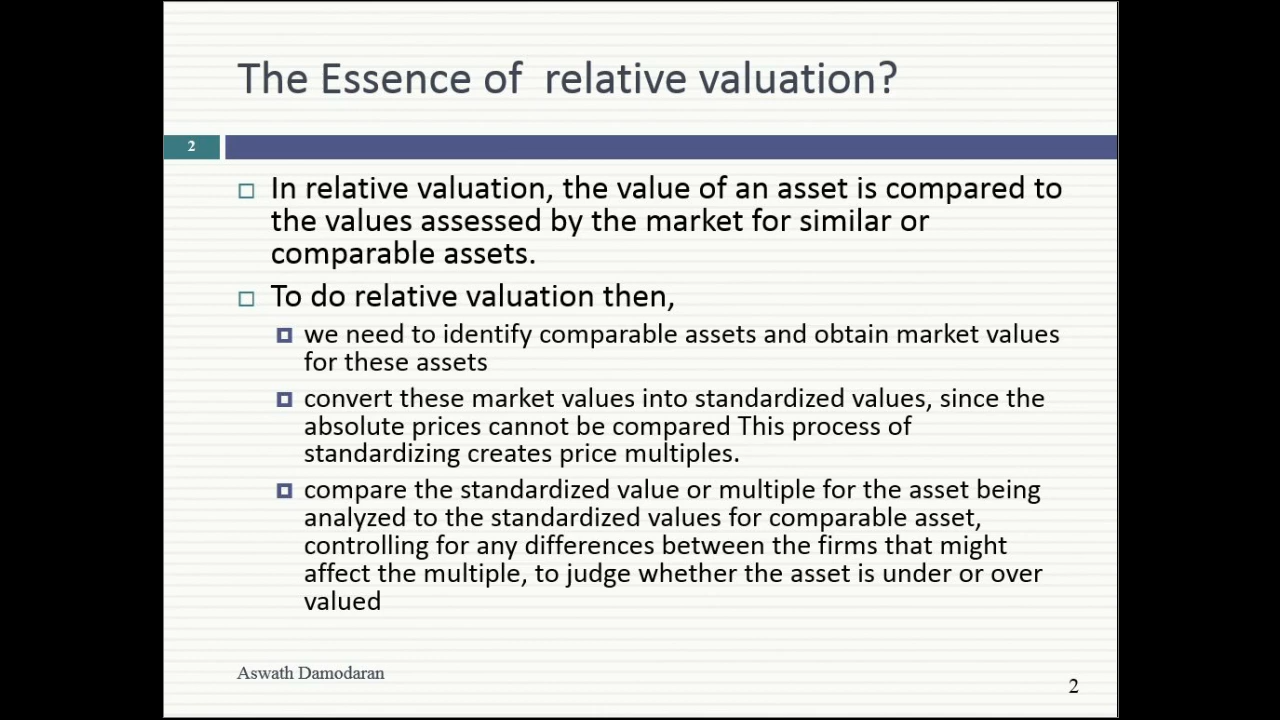 The Essence of  relative valuation?
2
In relative valuation, the value of an asset is compared to
the values assessed by the market for similar or
comparable assets.
To do relative valuation then,
we need to identify comparable assets and obtain market values
for these assets
convert these market values into standardized values, since the
absolute prices cannot be compared This process of
standardizing creates price multiples.
compare the standardized value or multiple for the asset being
analyzed to the standardized values for comparable asset,
controlling for any differences between the firms that might
affect the multiple, to judge whether the asset is under or over
valued
Aswath Damodaran
2